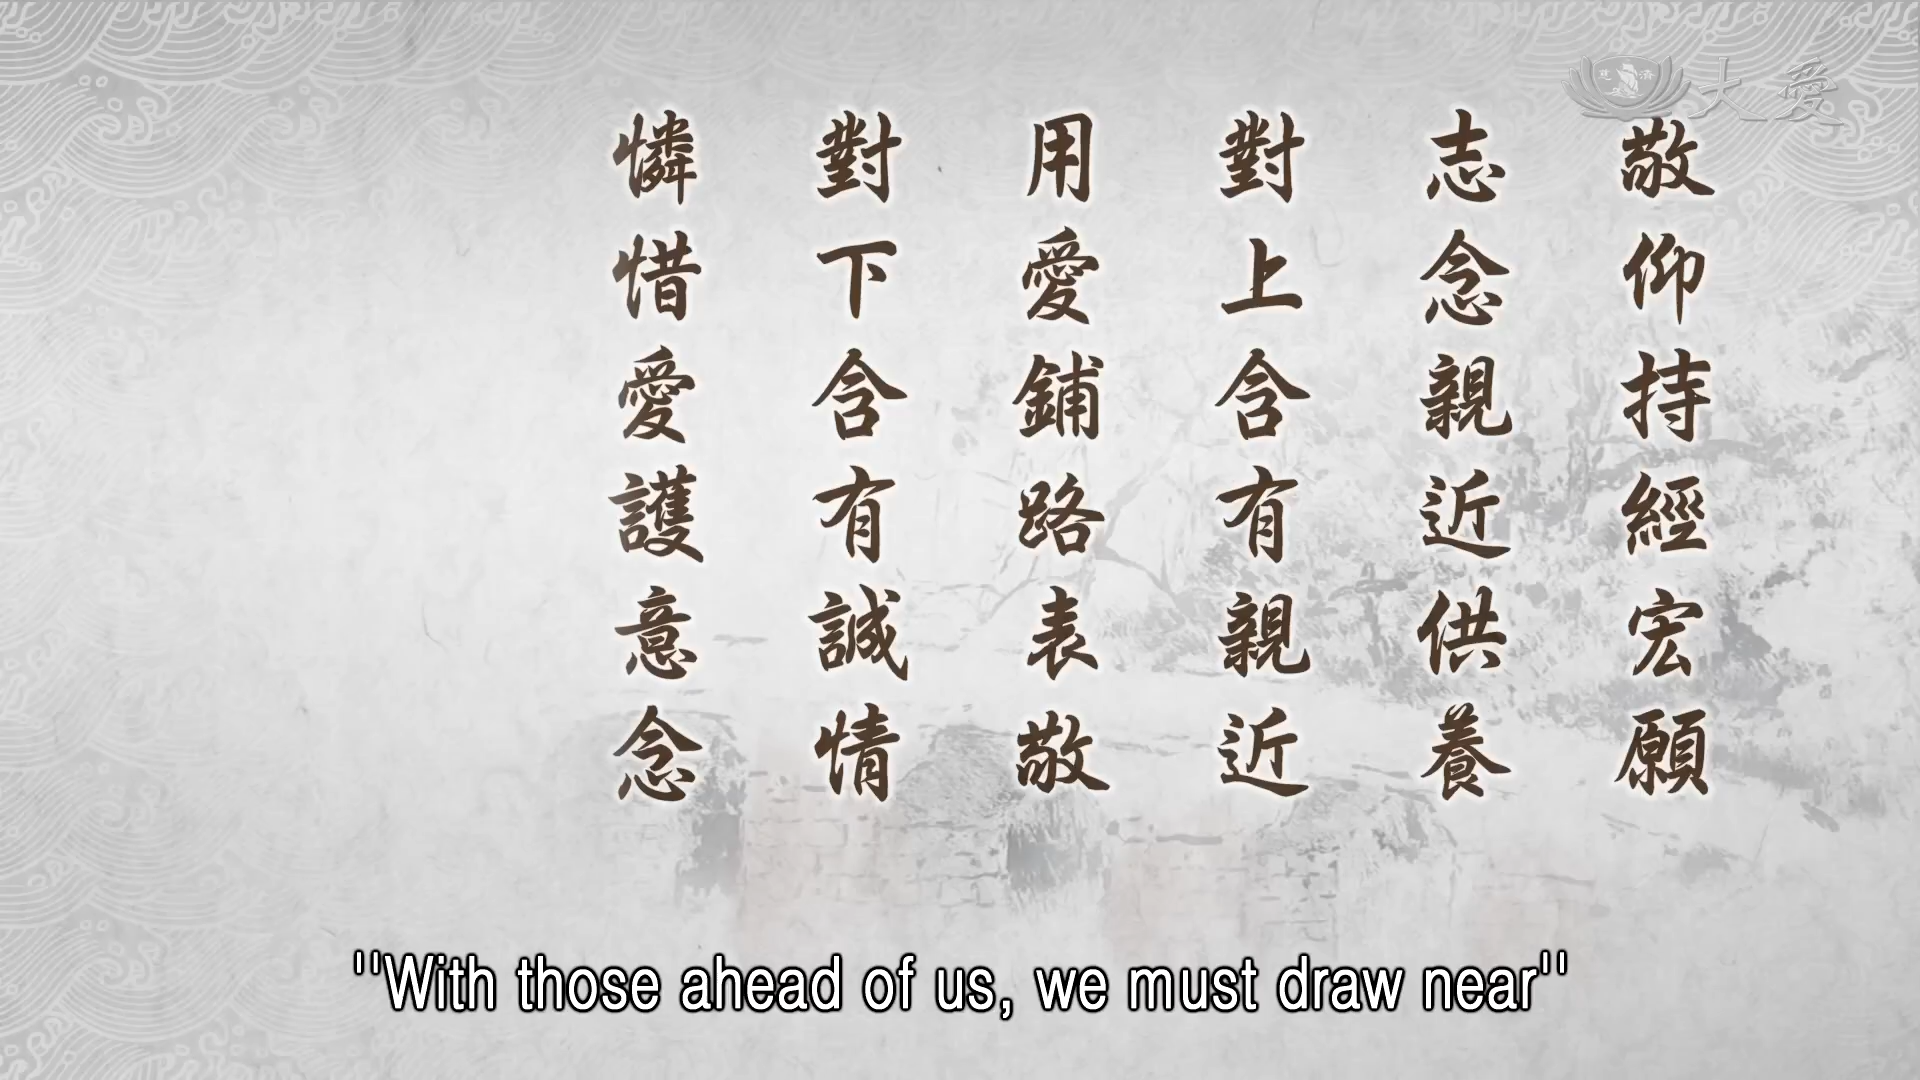 敬仰持經宏願
志念親近供養
對上含有親近
用愛鋪路表敬
對下含有誠情
憐惜愛護意念
慈濟
大愛
"With those ahead of us, we must draw near"